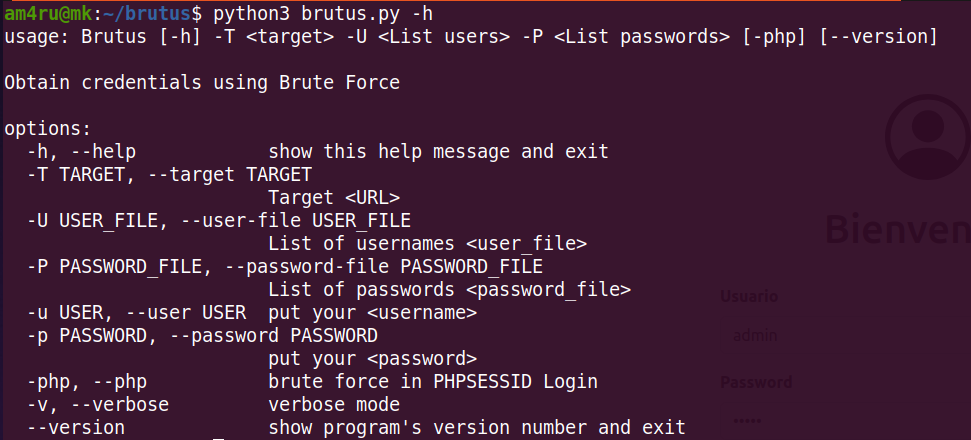 am4ru@mk:~/brutus$ python3 brutus.py -h
usage: Brutus [-h] -T <target> -U <List users> -P <List passwords> [-php] [--version]
Obtain credentials using Brute Force
options:
-h, --help show this help message and exit
-T TARGET, --target TARGET
Target <URL>
-U USER_FILE, --user-file USER_FILE
List of usernames <user_file>
-P PASSWORD_FILE, --password-file PASSWORD_FILE
List of passwords <password_file>
-u USER, --user USER put your <username>
-p PASSWORD, --password PASSWORD
put your <password>
-php, --php brute force in PHPSESSID Login
-v, --verbose verbose mode
--version show program's version number and exit
Bienven
Usuario
admin
Password
•••••